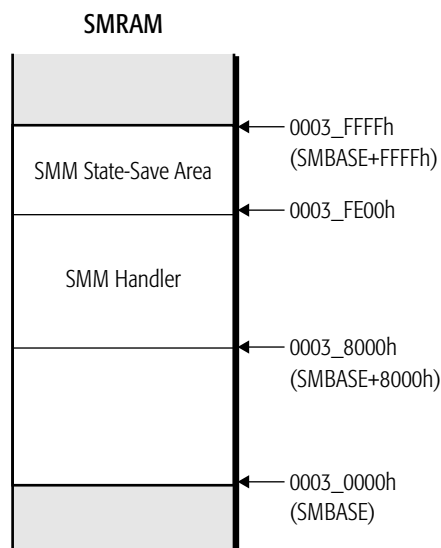 SMRAM
0003_FFFFh
(SMBASE+FFFFh)
SMM State-Save Area
0003_FE00h
SMM Handler
0003_8000h
(SMBASE+8000h)
0003_0000h
(SMBASE)